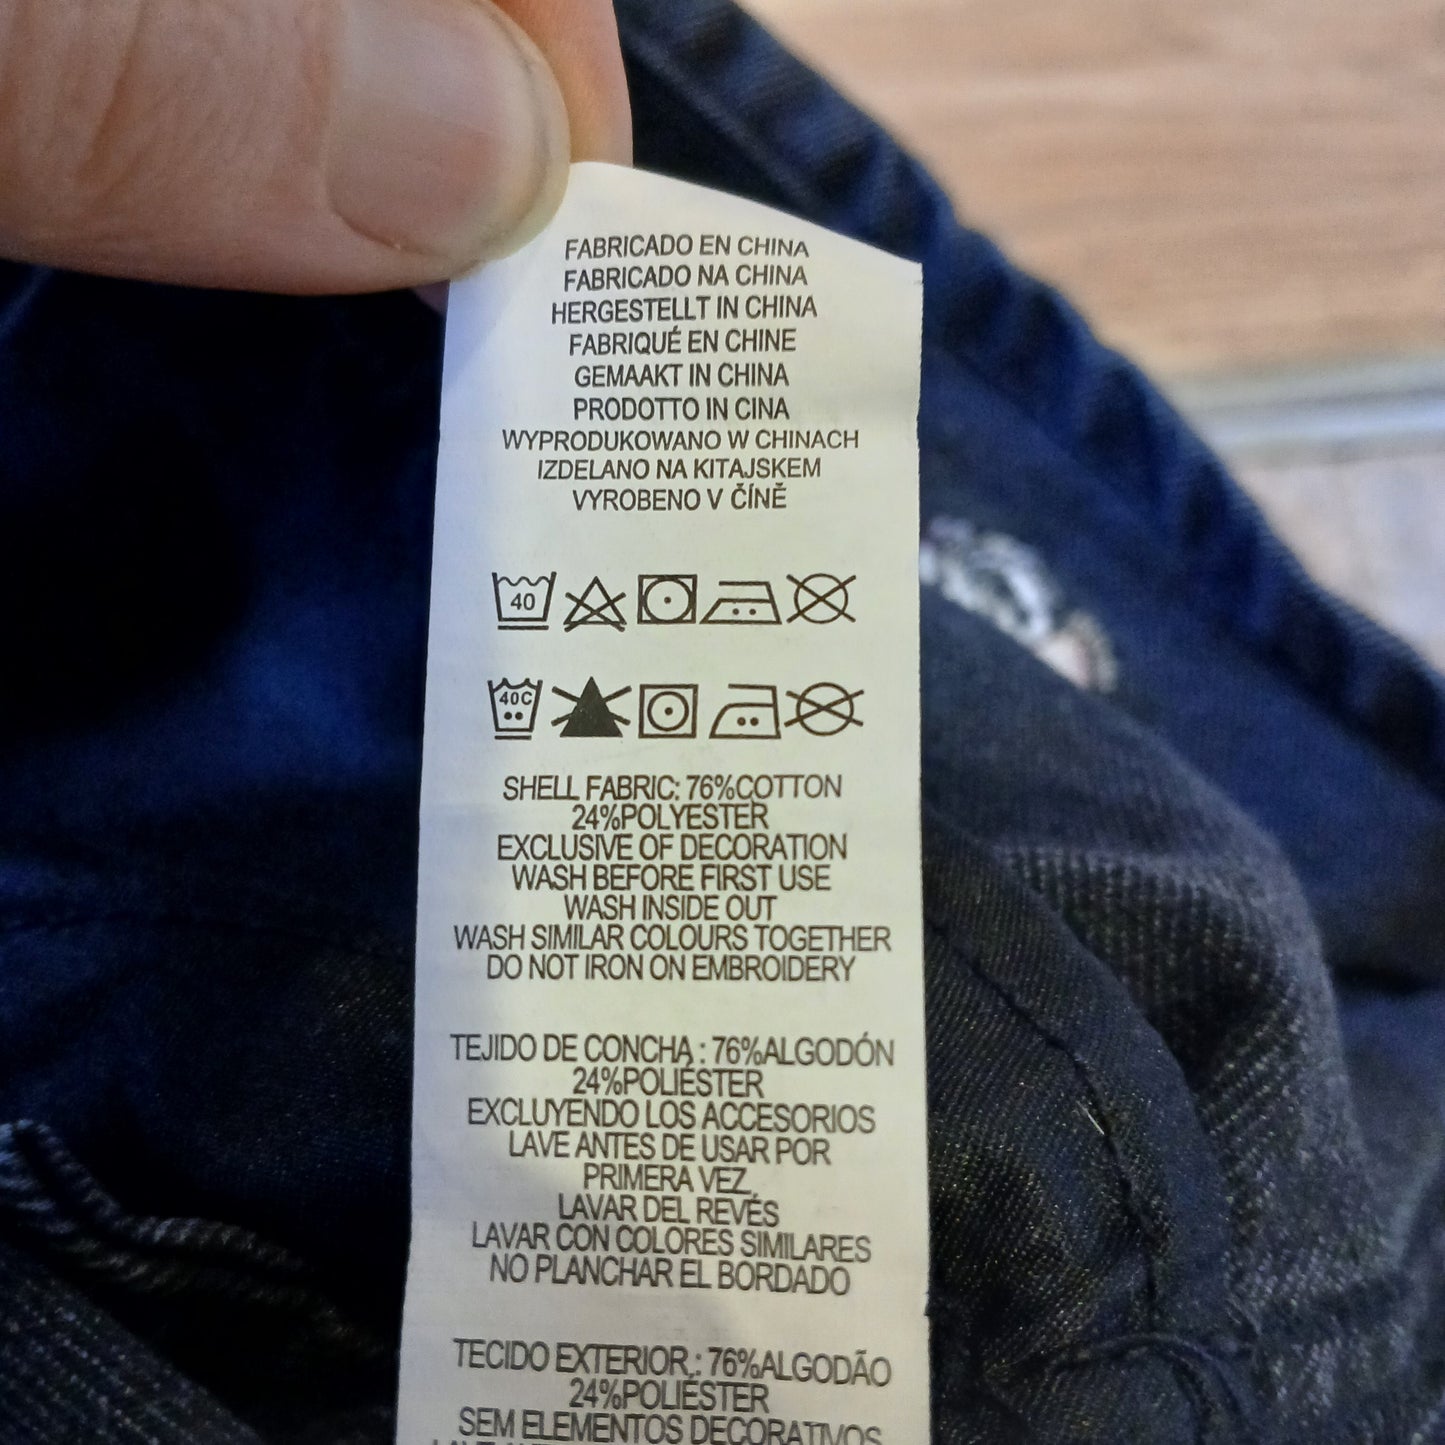 FABRICADO EN CHINA
FABRICADO NA CHINA
HERGESTELLT IN CHINA
FABRIQUÉ EN CHINE
GEMAAKT IN CHINA
PRODOTTO IN CINA
WYPRODUKOWANO W CHINACH
IZDELANO NA KITAJSKEM
VYROBENO V ČÍNĚ
40
40C
SHELL FABRIC: 76%COTTON
24%POLYESTER
EXCLUSIVE OF DECORATION
WASH BEFORE FIRST USE
WASH INSIDE OUT
WASH SIMILAR COLOURS TOGETHER
DO NOT IRON ON EMBROIDERY
TEJIDO DE CONCHA : 76%ALGODÓN
24%POLIÉSTER
EXCLUYENDO LOS ACCESORIOS
LAVE ANTES DE USAR POR
PRIMERA VEZ,
LAVAR DEL REVÉS
LAVAR CON COLORES SIMILARES
NO PLANCHAR EL BORDADO
TECIDO EXTERIOR,: 76%ALGODÃO
24%POLIÉSTER
SEM ELEMENTOS DECORATIVOS